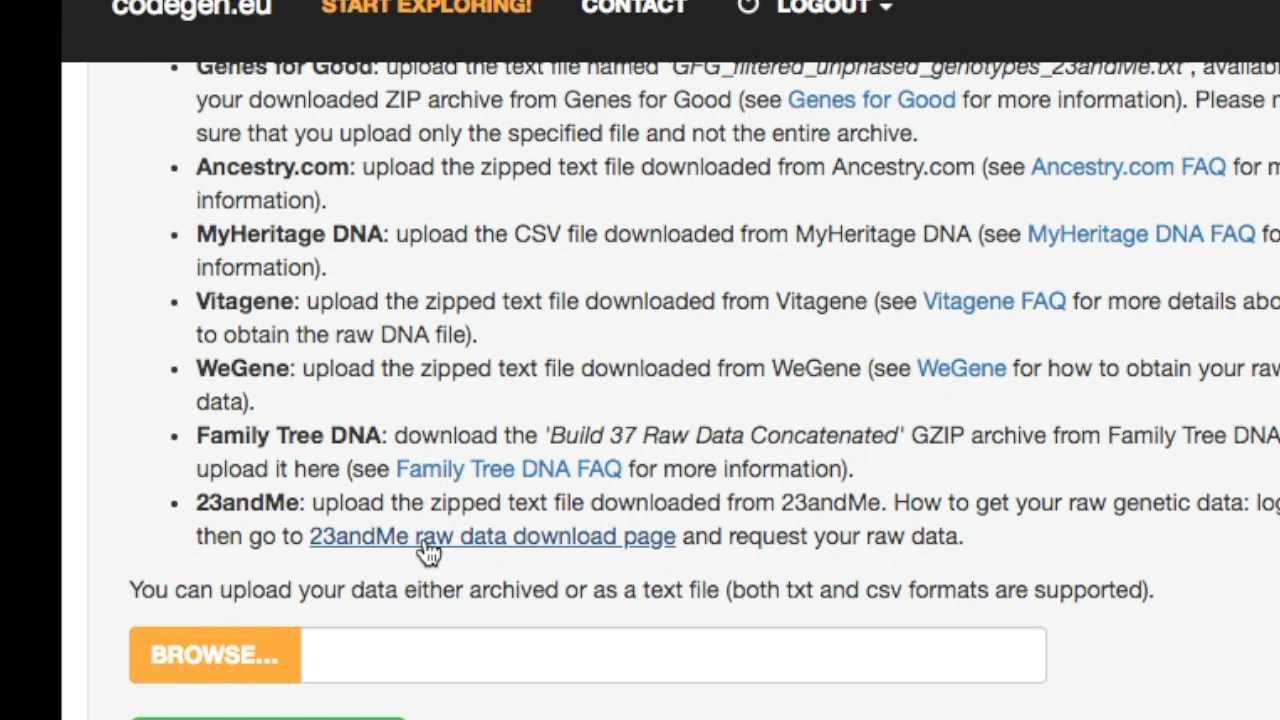 codegen.eu START EXPLORING! CONTACT LOGOUT
Genes for Good: upload the text file named 'GFG_filtered_unphased_genotypes_23andMe.txt', availabl
your downloaded ZIP archive from Genes for Good (see Genes for Good for more information). Please
sure that you upload only the specified file and not the entire archive.
Ancestry.com: upload the zipped text file downloaded from Ancestry.com (see Ancestry.com FAQ for
information).
MyHeritage DNA: upload the CSV file downloaded from MyHeritage DNA (see MyHeritage DNA FAQ fo
information).
Vitagene: upload the zipped text file downloaded from Vitagene (see Vitagene FAQ for more details abo
to obtain the raw DNA file).
WeGene: upload the zipped text file downloaded from WeGene (see WeGene for how to obtain your raw
data).
Family Tree DNA: download the 'Build 37 Raw Data Concatenated' GZIP archive from Family Tree DNA
upload it here (see Family Tree DNA FAQ for more information).
23andMe: upload the zipped text file downloaded from 23andMe. How to get your raw genetic data: log
then go to 23andMe raw data download page and request your raw data.
You can upload your data either archived or as a text file (both txt and csv formats are supported).
BROWSE...